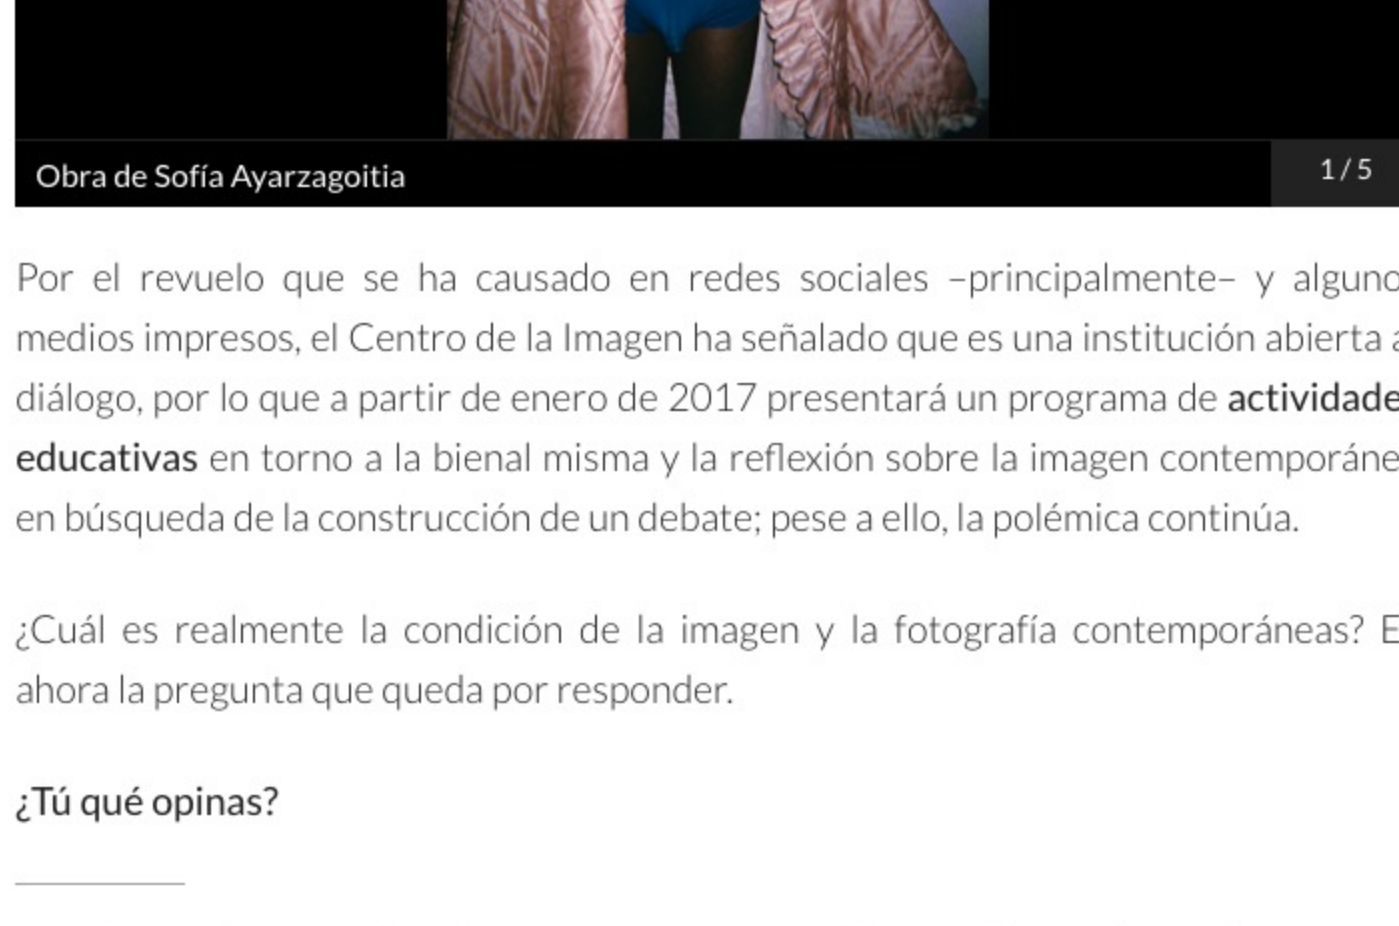 Obra de Sofía Ayarzagoitia
1 / 5
Por el revuelo que se ha causado en redes sociales –principalmente– y alguno
medios impresos, el Centro de la Imagen ha señalado que es una institución abierta a
diálogo, por lo que a partir de enero de 2017 presentará un programa de actividade
educativas en torno a la bienal misma y la reflexión sobre la imagen contemporáne
en búsqueda de la construcción de un debate; pese a ello, la polémica continúa.
¿Cuál es realmente la condición de la imagen y la fotografía contemporáneas? E
ahora la pregunta que queda por responder.
¿Tú qué opinas?